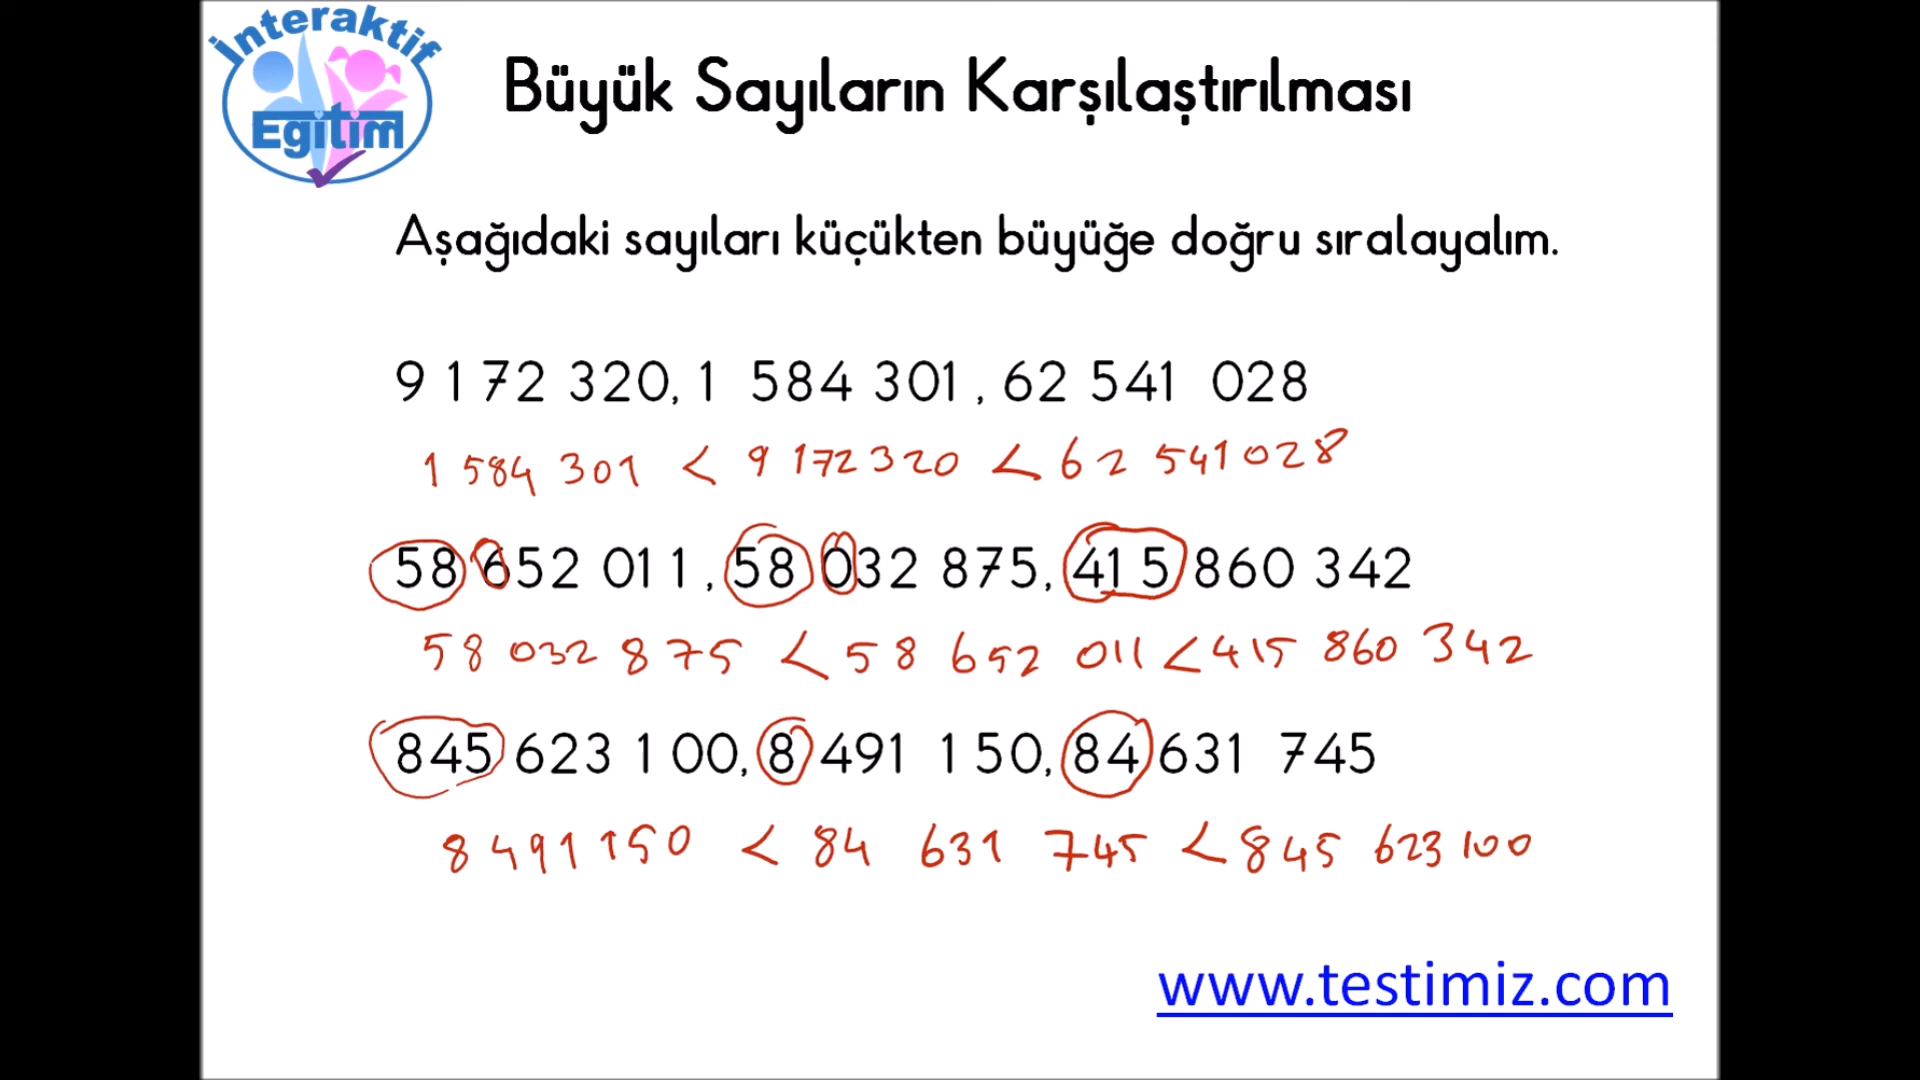 İnteraktif
Eğitim
Büyük Sayıların Karşılaştırılması
Aşağıdaki sayıları küçükten büyüğe doğru sıralayalım.
9 172 320, 1 584 301, 62 541 028
1 584 301 < 9 172 320 < 62 541 028
58 652 011, 58 032 875, 415 860 342
58 032 875 < 58 652 011 < 415 860 342
845 623 100, 8 491 150, 84 631 745
8 491 150 < 84 631 745 < 845 623 100
www.testimiz.com